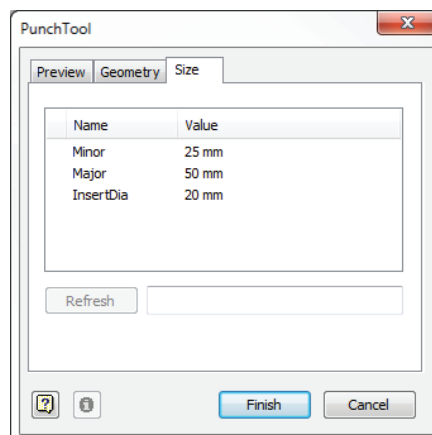 PunchTool
Preview Geometry Size
Name Value
Minor 25 mm
Major 50 mm
InsertDia 20 mm
Refresh
Finish Cancel